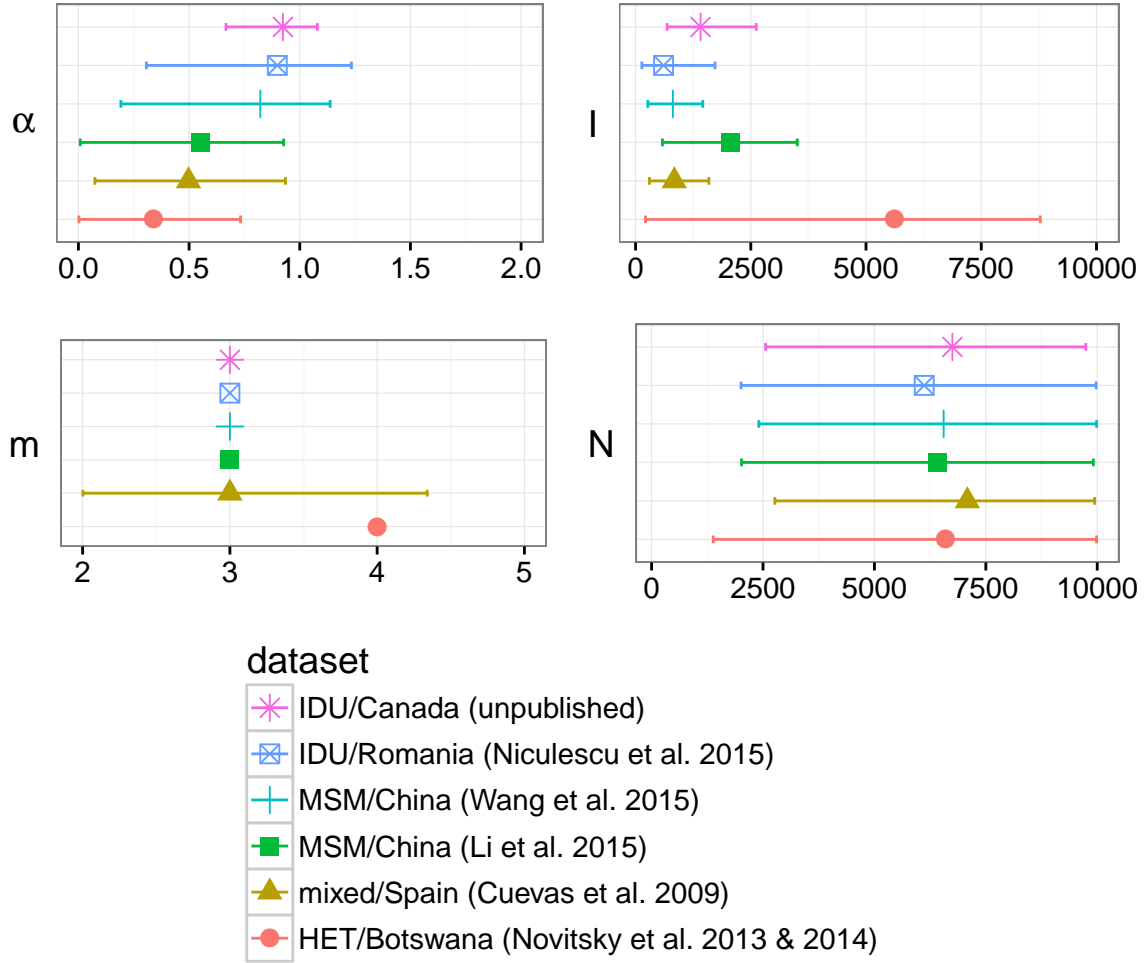 α
0.0 0.5 1.0 1.5 2.0
I
0 2500 5000 7500 10000
m
2 3 4 5
N
0 2500 5000 7500 10000
dataset
IDU/Canada (unpublished)
IDU/Romania (Niculescu et al. 2015)
MSM/China (Wang et al. 2015)
MSM/China (Li et al. 2015)
mixed/Spain (Cuevas et al. 2009)
HET/Botswana (Novitsky et al. 2013 & 2014)